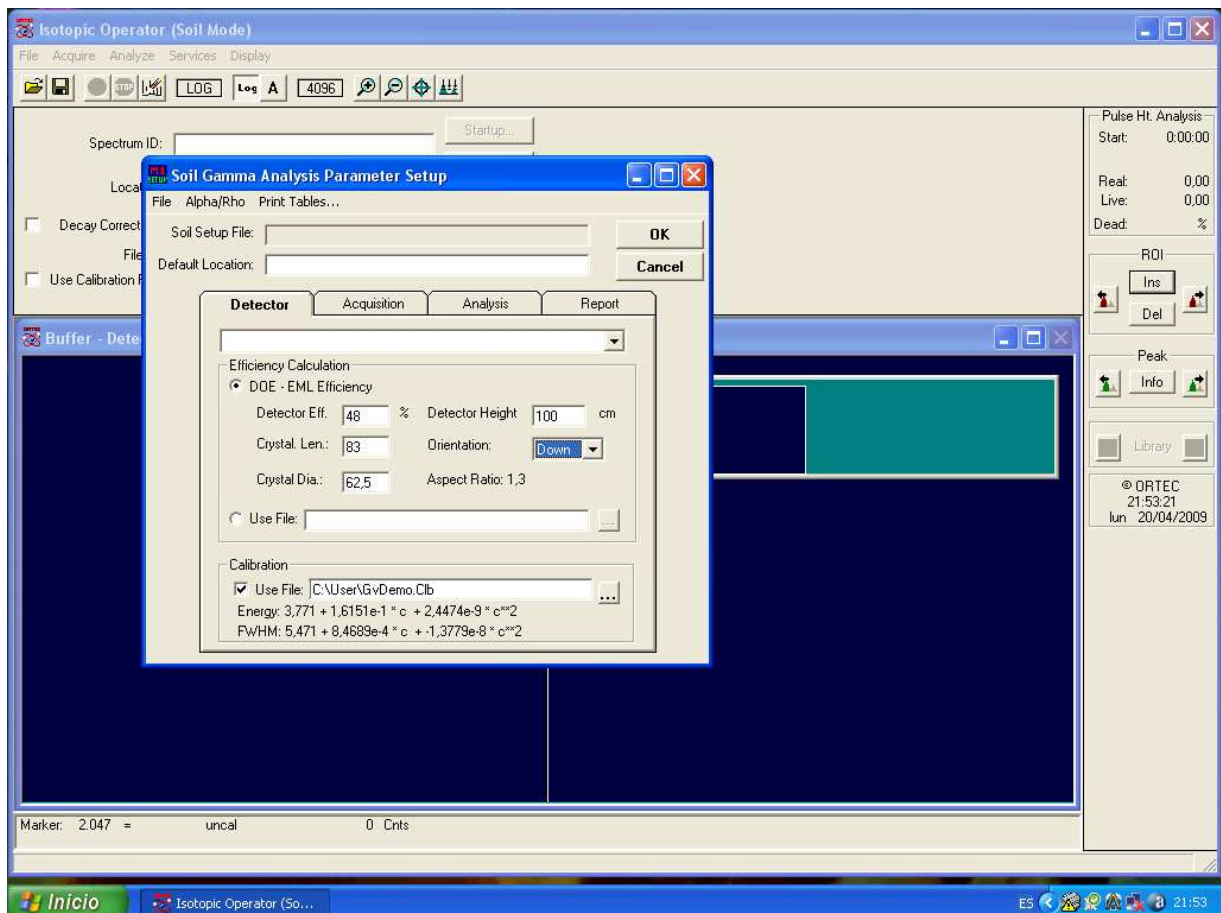 Isotopic Operator (Soil Mode)
File Acquire Analyze Services Display
STOP LOG Log A 4096
Spectrum ID: Startup...
Local
Decay Correct
File
Use Calibration F
Pulse Ht. Analysis
Start: 0:00:00
Real: 0,00
Live: 0,00
Dead: %
ROI
Ins
Del
Peak
Info
Library
© ORTEC
21:53:21
lun 20/04/2009
Soil Gamma Analysis Parameter Setup
File Alpha/Rho Print Tables...
Soil Setup File: OK
Default Location: Cancel
Detector Acquisition Analysis Report
Efficiency Calculation
DOE - EML Efficiency
Detector Eff. 48 % Detector Height 100 cm
Crystal. Len.: 83 Orientation: Down
Crystal Dia.: 62,5 Aspect Ratio: 1,3
Use File: ...
Calibration
Use File: C:\User\GvDemo.Clb ...
Energy: 3,771 + 1,6151e-1 * c + 2,4474e-9 * c**2
FWHM: 5,471 + 8,4689e-4 * c + -1,3779e-8 * c**2
Buffer - Dete
Marker: 2.047 = uncal 0 Cnts
Inicio Isotopic Operator (So... ES 21:53